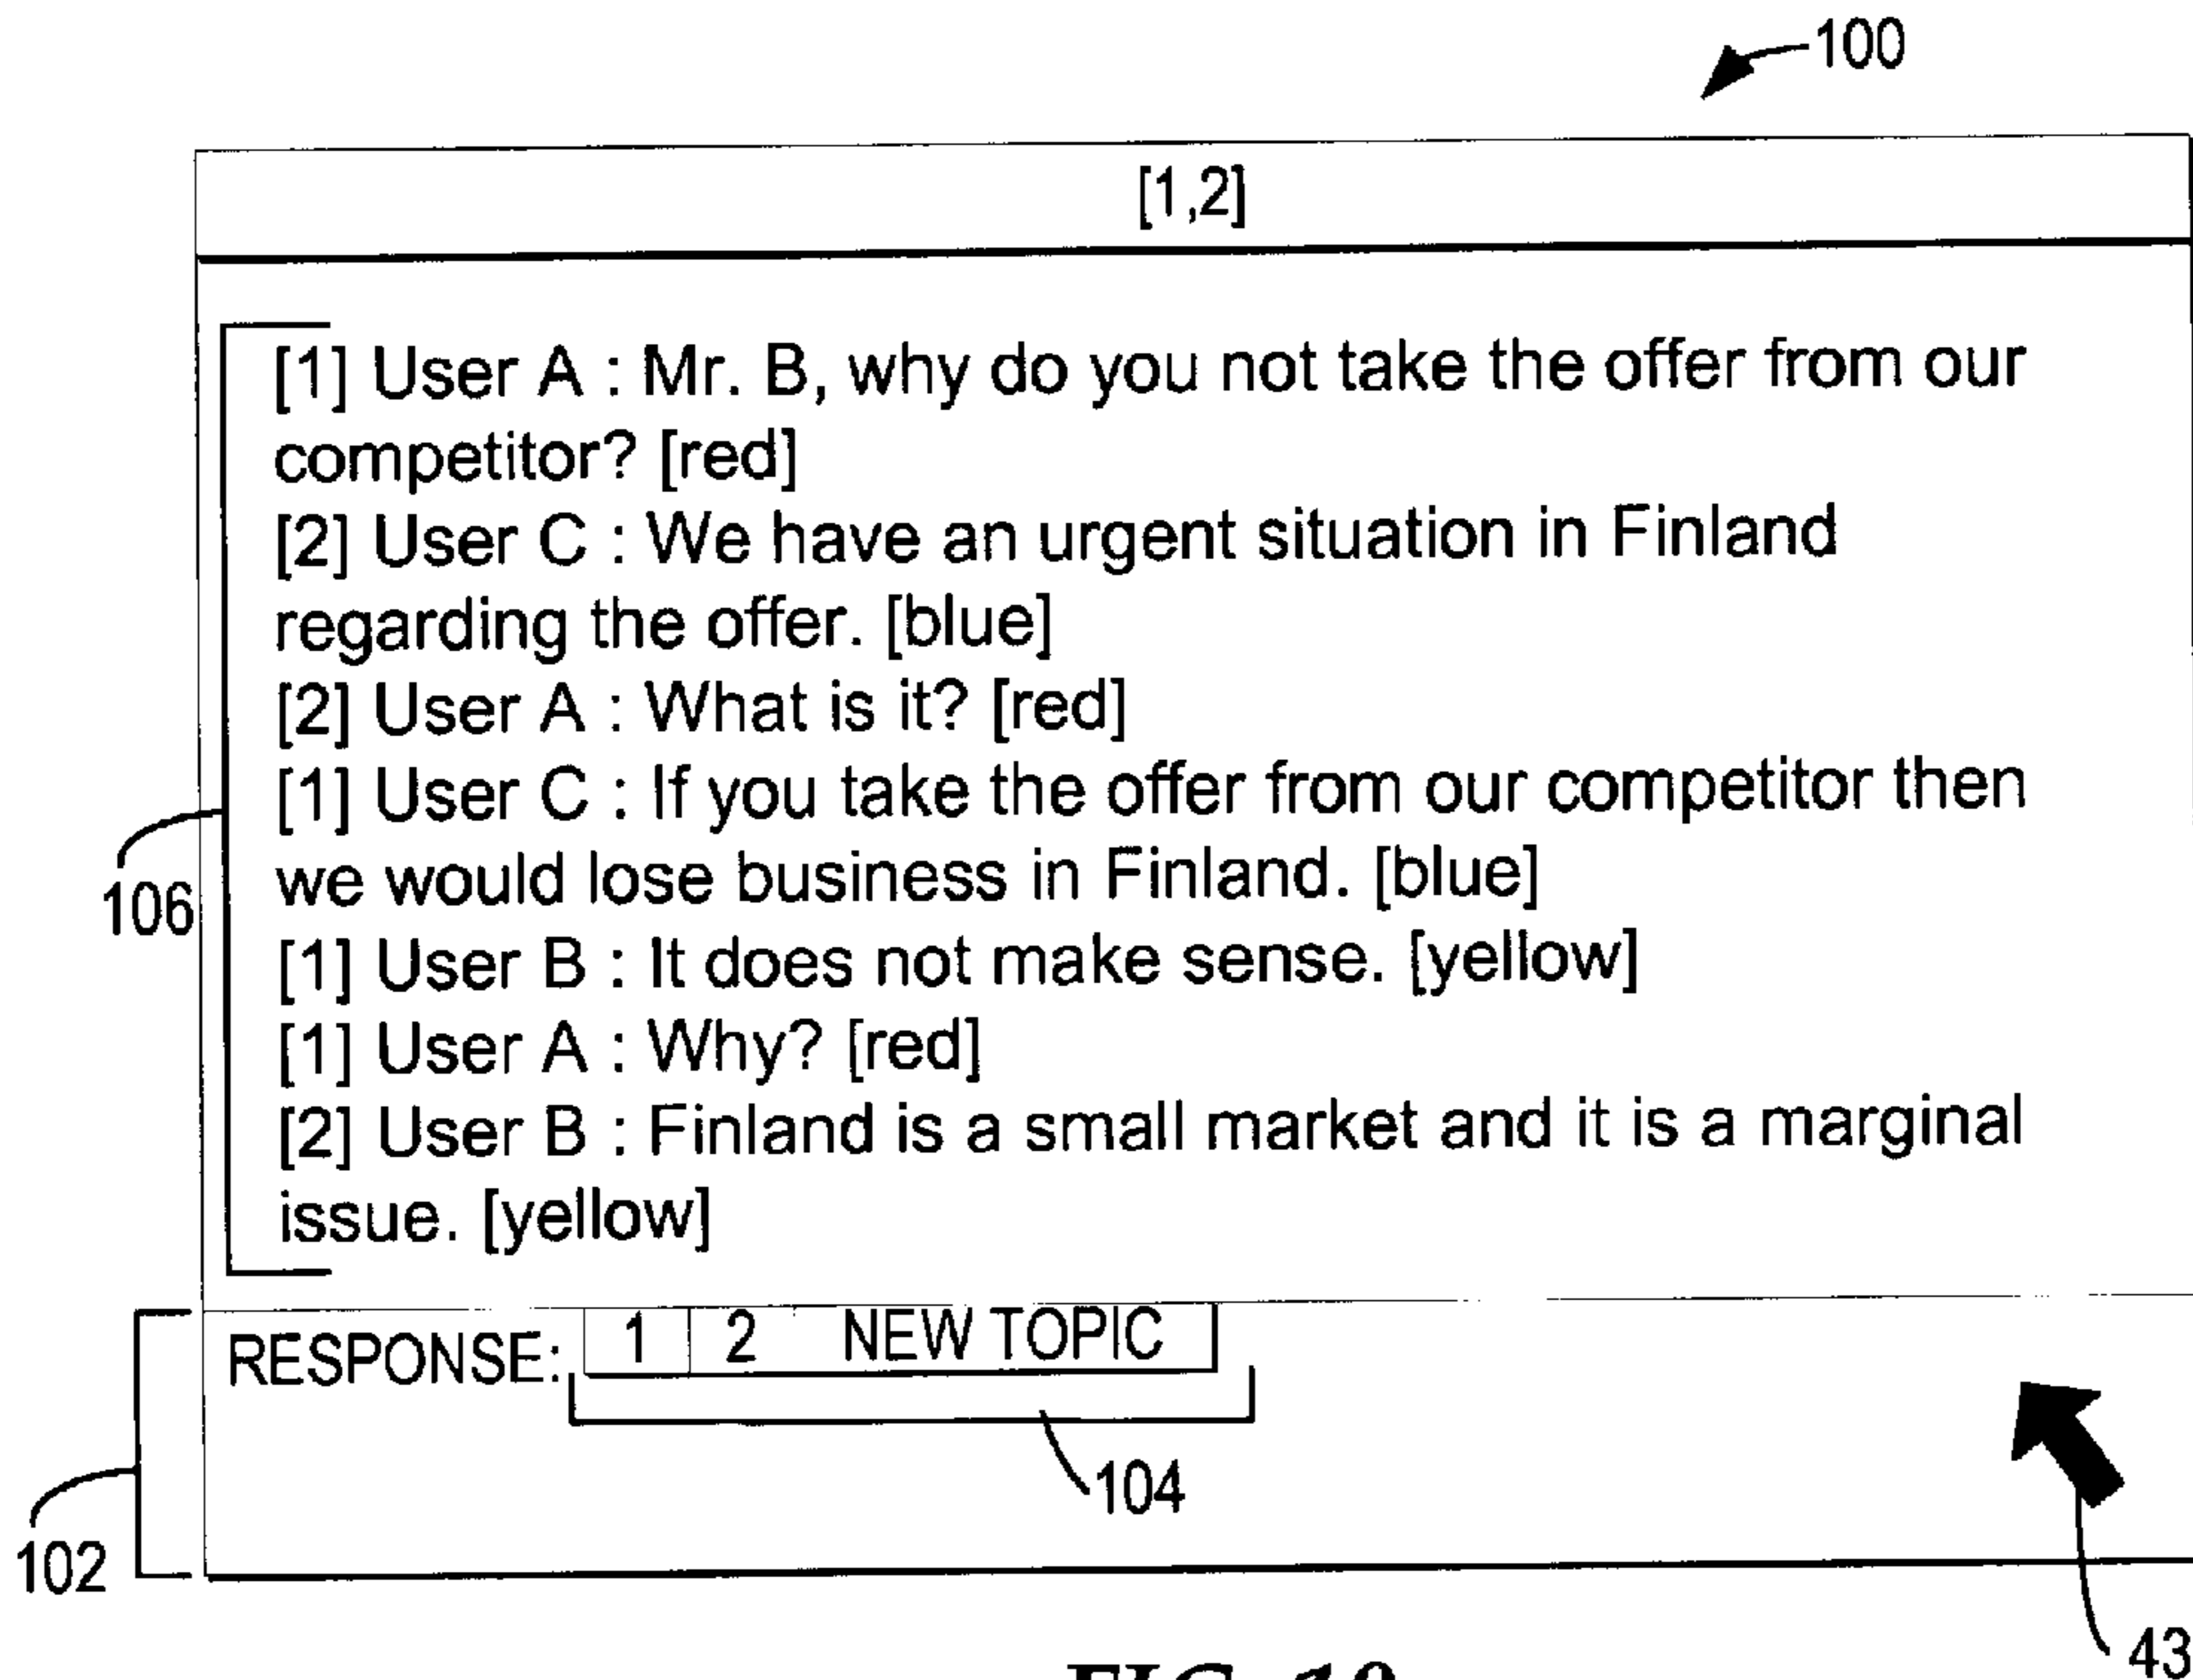 100
[1,2]
[1] User A : Mr. B, why do you not take the offer from our
competitor? [red]
[2] User C : We have an urgent situation in Finland
regarding the offer. [blue]
[2] User A : What is it? [red]
[1] User C : If you take the offer from our competitor then
we would lose business in Finland. [blue]
106
[1] User B : It does not make sense. [yellow]
[1] User A : Why? [red]
[2] User B : Finland is a small market and it is a marginal
issue. [yellow]
RESPONSE: 1 2 NEW TOPIC
104
102
43